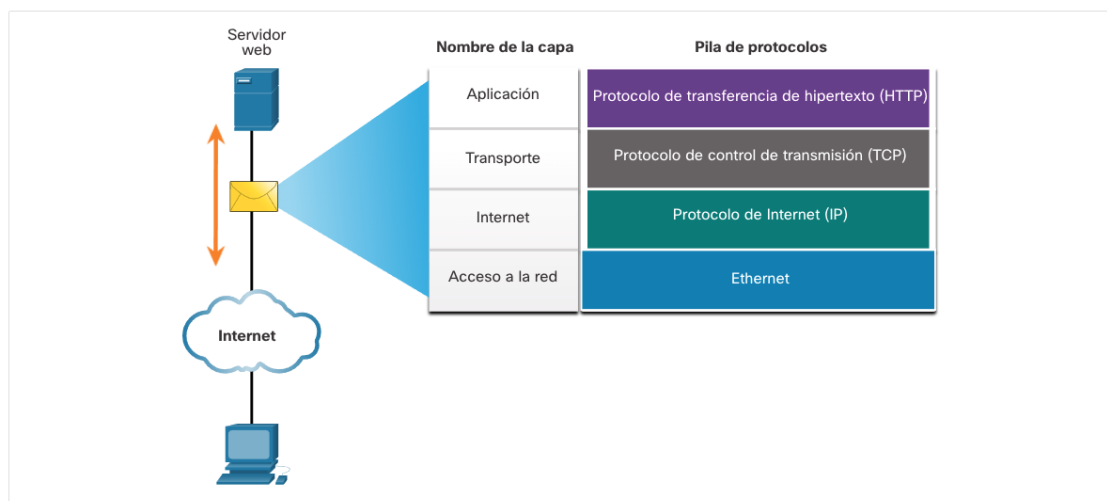 Servidor
web
Nombre de la capa
Pila de protocolos
Aplicación
Protocolo de transferencia de hipertexto (HTTP)
Transporte
Protocolo de control de transmisión (TCP)
Internet
Protocolo de Internet (IP)
Acceso a la red
Ethernet
Internet